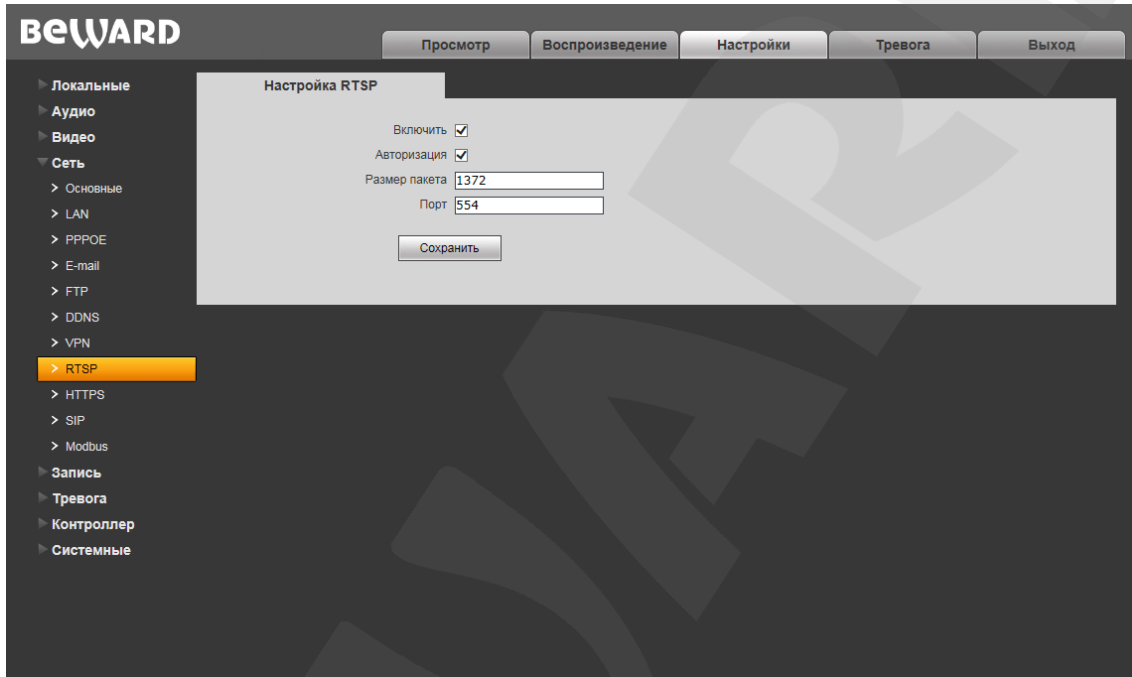 BEWARD
Просмотр Воспроизведение Настройки Тревога Выход
Локальные
Аудио
Видео
Сеть
> Основные
> LAN
> PPPOE
> E-mail
> FTP
> DDNS
> VPN
> RTSP
> HTTPS
> SIP
> Modbus
Запись
Тревога
Контроллер
Системные
Настройка RTSP
Включить
Авторизация
Размер пакета 1372
Порт 554
Сохранить